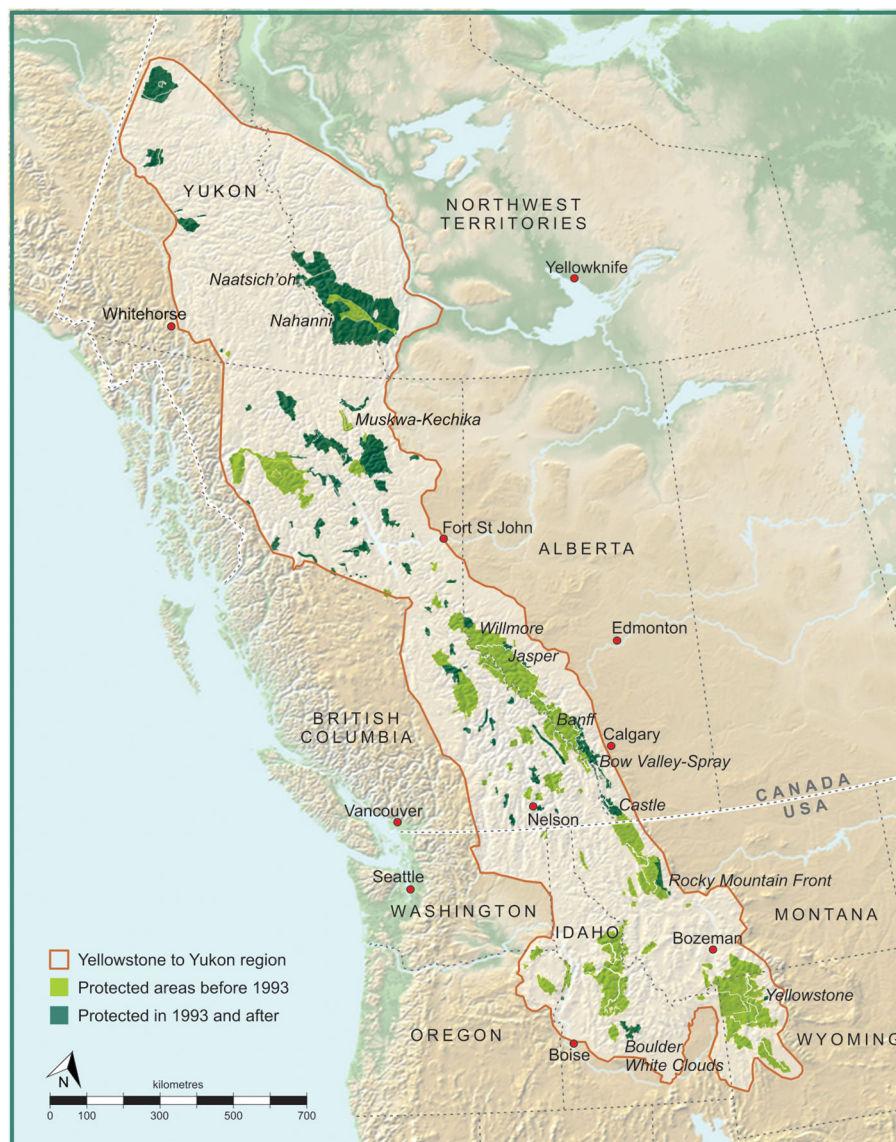 YUKON
NORTHWEST
TERRITORIES
Naatsich'oh
Yellowknife
Nahanni
Whitehorse
Muskwa-Kechika
Fort St John
ALBERTA
Willmore
Edmonton
Jasper
BRITISH
COLUMBIA
Banff
Calgary
Bow Valley-Spray
CANADA
USA
Castle
Nelson
Vancouver
Seattle
Rocky Mountain Front
WASHINGTON
MONTANA
IDAHO
Bozeman
Yellowstone to Yukon region
Protected areas before 1993
Protected in 1993 and after
Yellowstone
OREGON
WYOMING
Boise
Boulder
White Clouds
N
kilometres
0 100 200 300 400 500 600 700